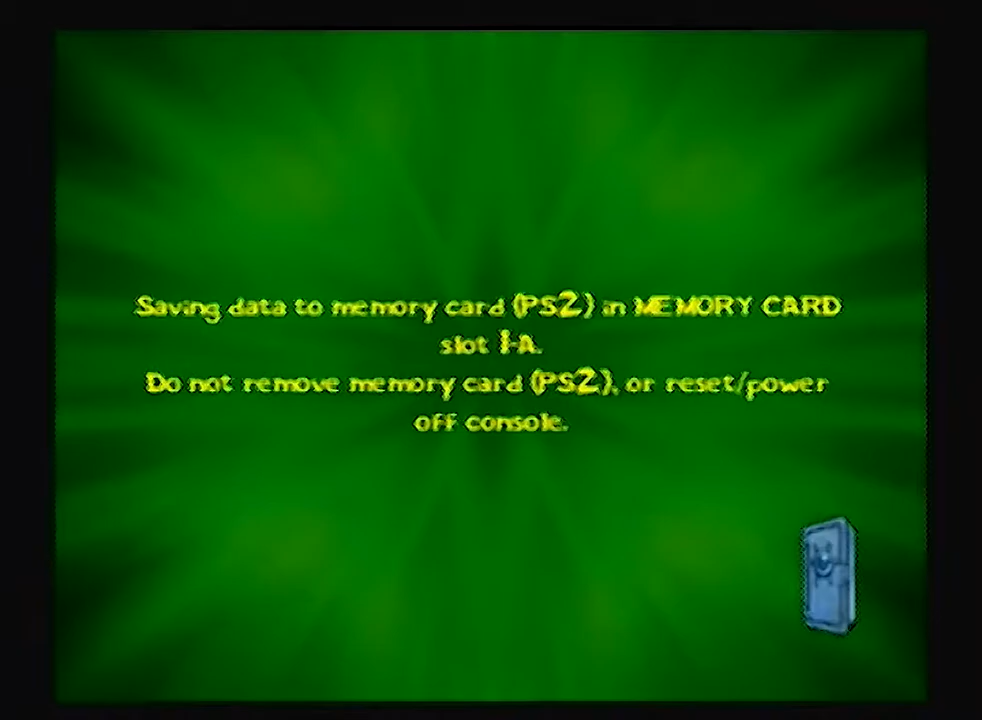 Saving data to memory card (PS2) in MEMORY CARD
slot 1-A.
Do not remove memory card (PS2), or reset/power
off console.